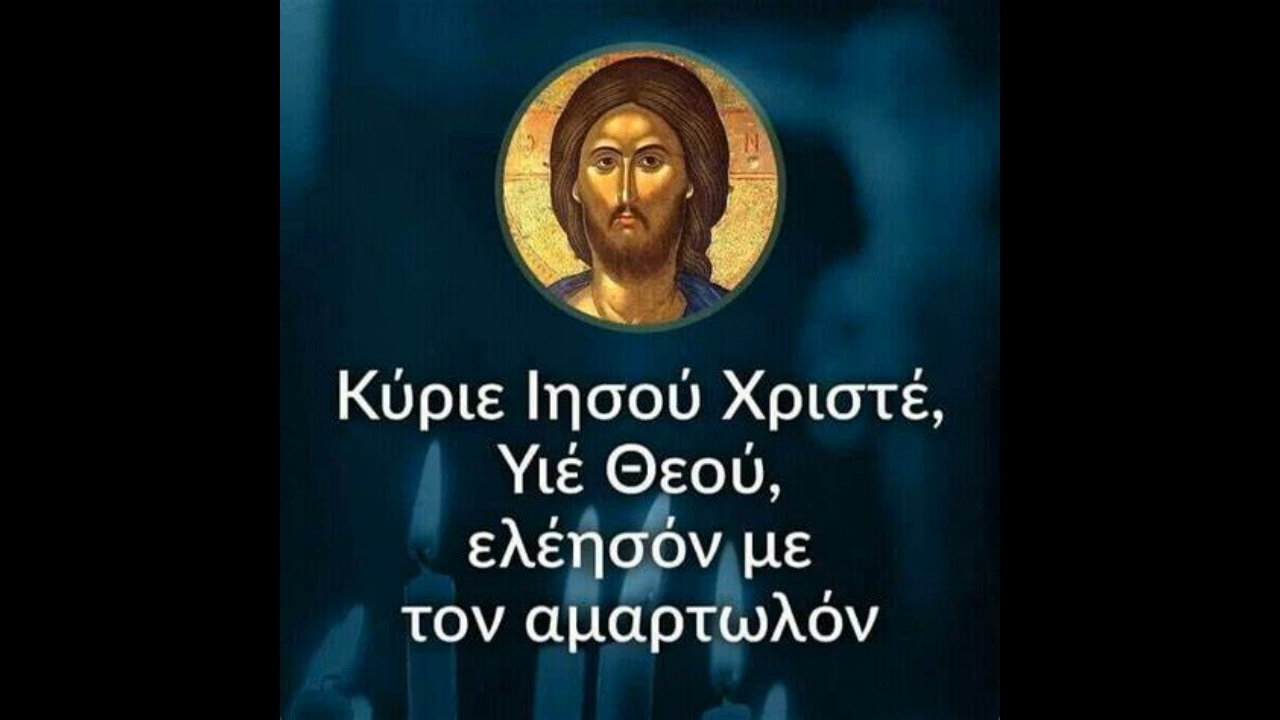 Κύριε Ιησού Χριστέ,
Υιέ Θεού,
ελέησόν με
τον αμαρτωλόν